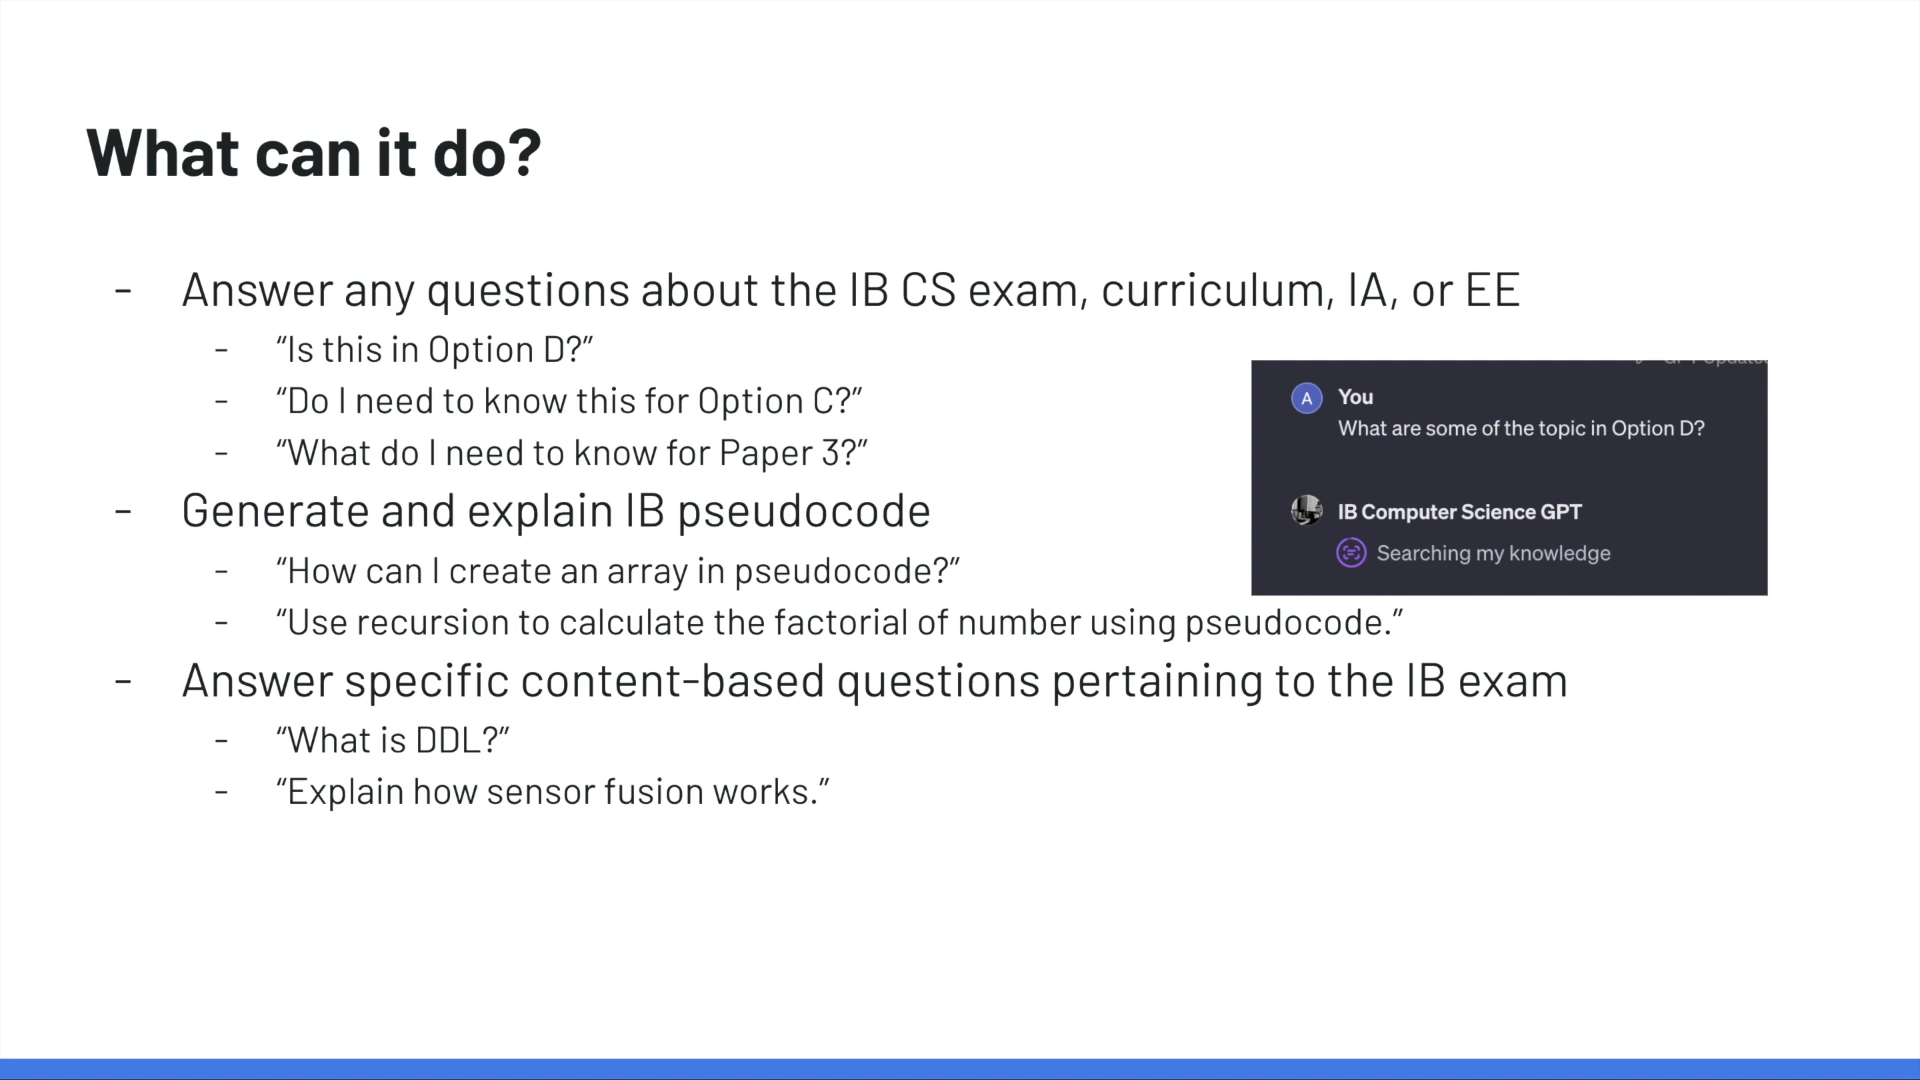 What can it do?
- Answer any questions about the IB CS exam, curriculum, IA, or EE
- “Is this in Option D?”
- “Do I need to know this for Option C?”
- “What do I need to know for Paper 3?”
- Generate and explain IB pseudocode
- “How can I create an array in pseudocode?”
- “Use recursion to calculate the factorial of number using pseudocode.”
- Answer specific content-based questions pertaining to the IB exam
- “What is DDL?”
- “Explain how sensor fusion works.”
A You
What are some of the topic in Option D?
IB Computer Science GPT
Searching my knowledge